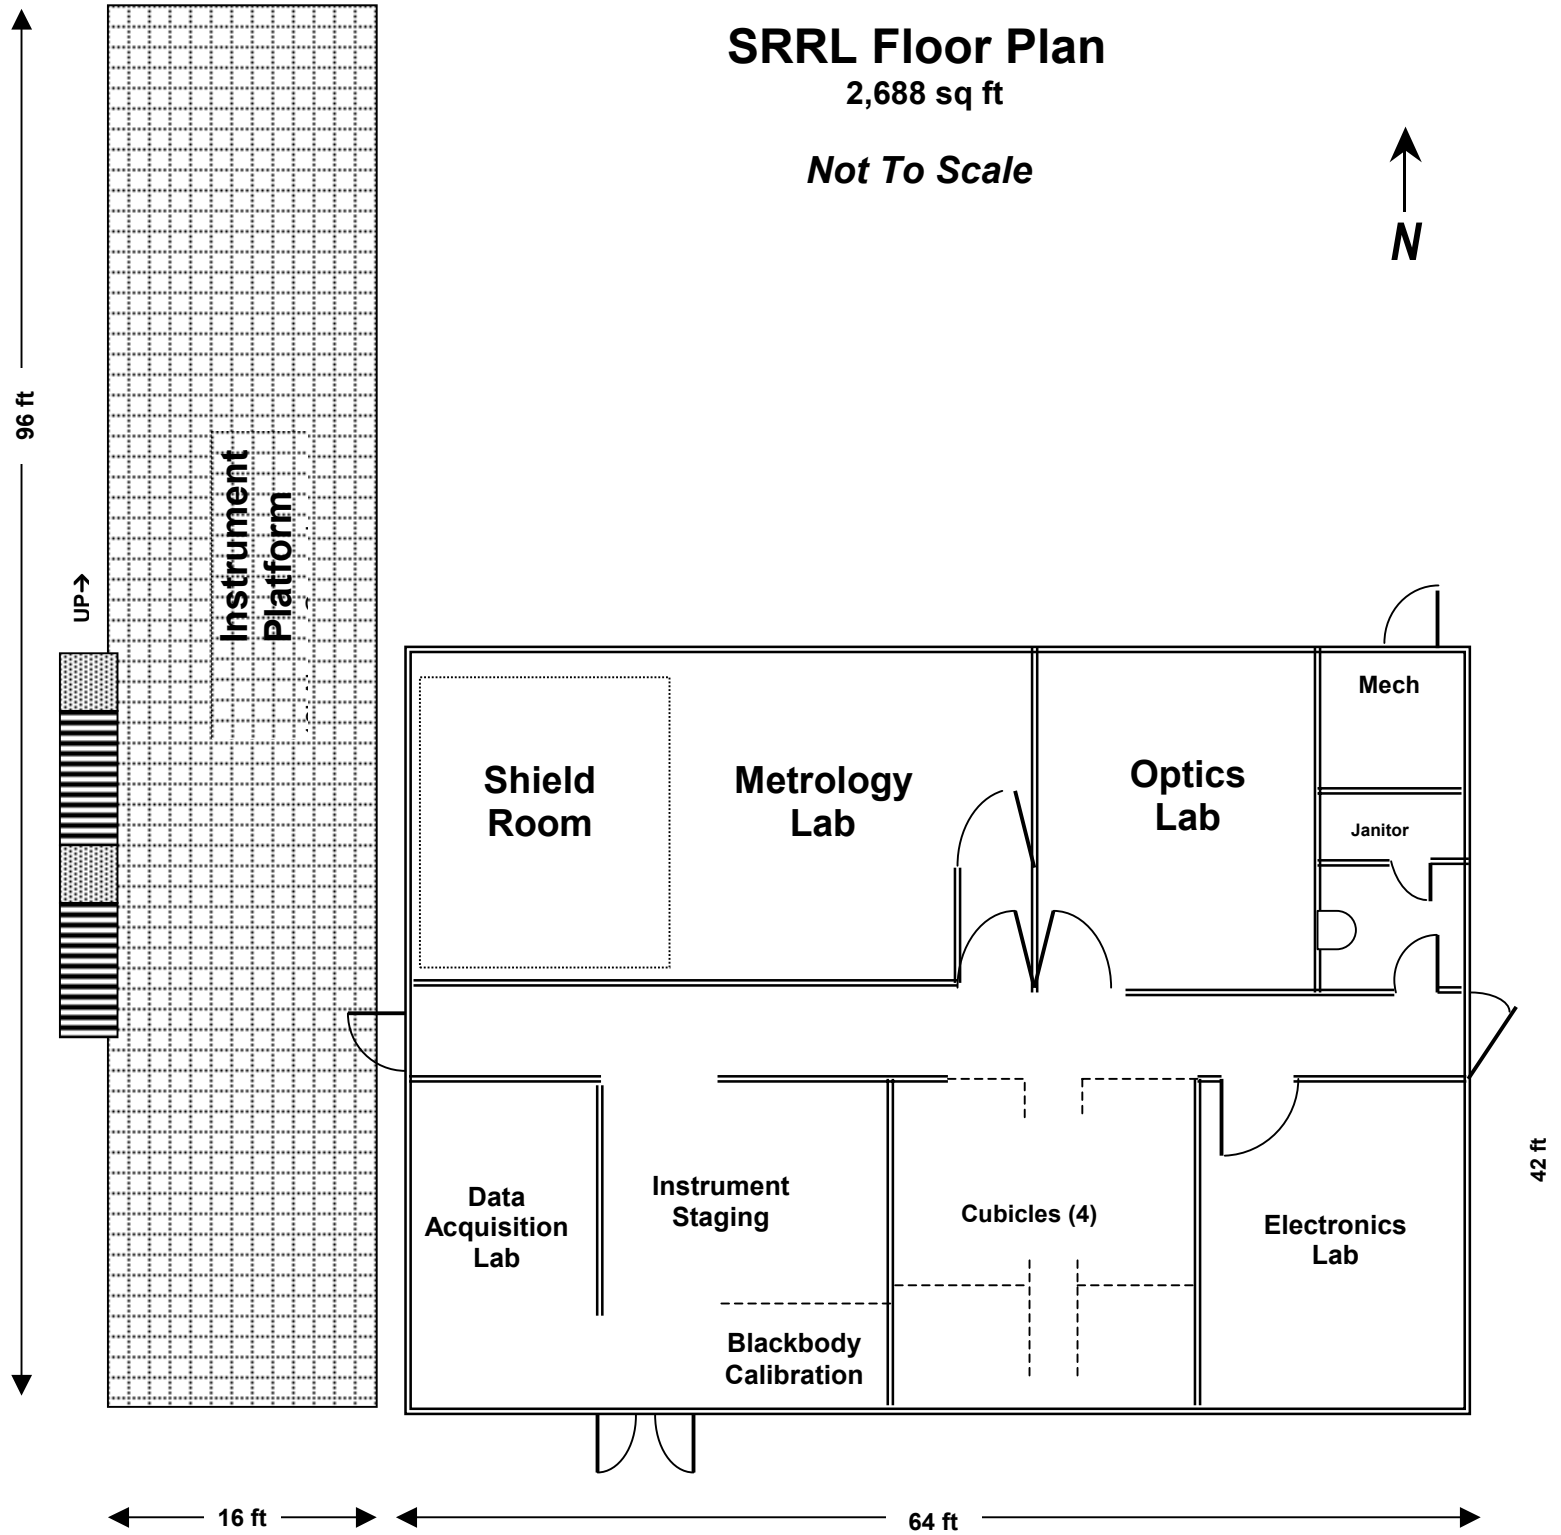 SRRL Floor Plan
2,688 sq ft
Not To Scale
N
96 ft
Instrument
Platform
UP→
Mech
Shield
Room
Metrology
Lab
Optics
Lab
Janitor
42 ft
Data
Acquisition
Lab
Instrument
Staging
Cubicles (4)
Electronics
Lab
Blackbody
Calibration
16 ft
64 ft